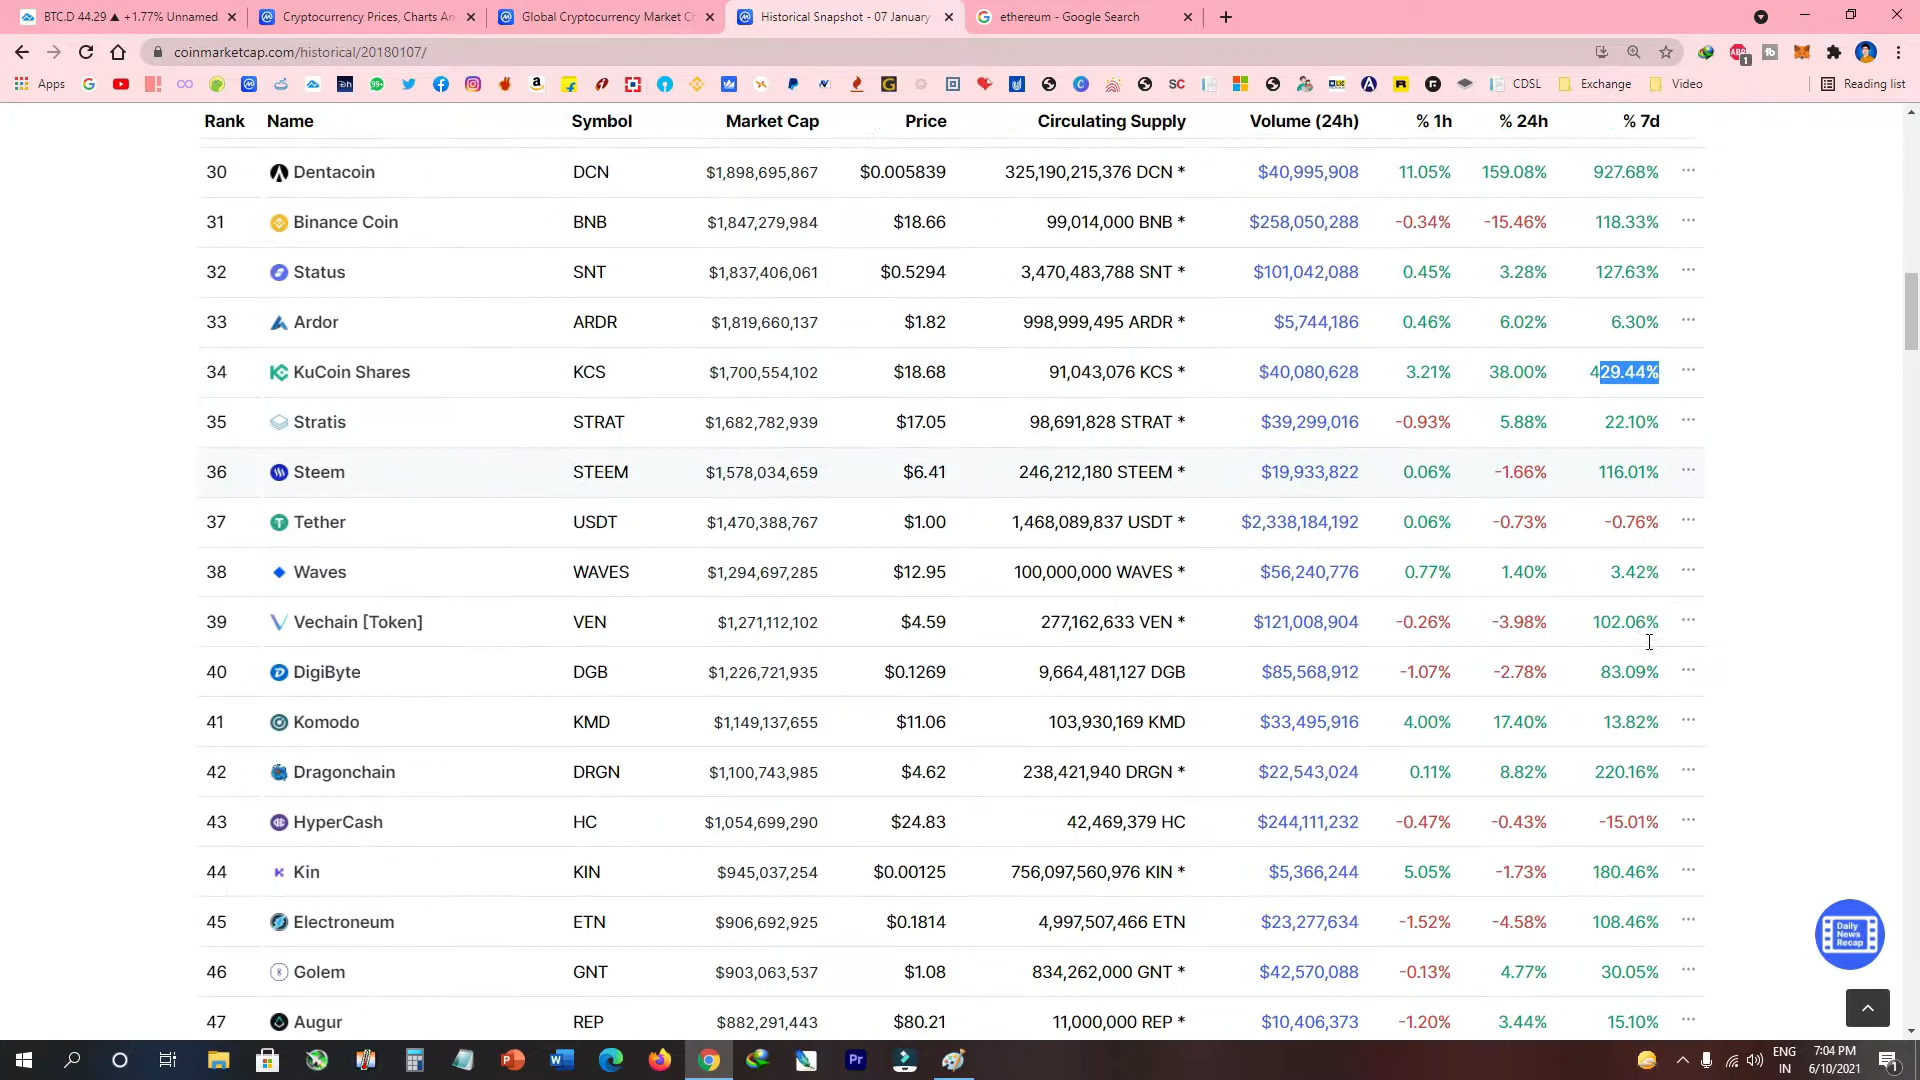 BTC.D 44.29 ▲ +1.77% Unnamed
Cryptocurrency Prices, Charts An
Global Cryptocurrency Market C
Historical Snapshot - 07 January
ethereum - Google Search
coinmarketcap.com/historical/20180107/
Apps SC CDSL Exchange Video Reading list
Rank Name Symbol Market Cap Price Circulating Supply Volume (24h) % 1h % 24h % 7d
30 Dentacoin DCN $1,898,695,867 $0.005839 325,190,215,376 DCN * $40,995,908 11.05% 159.08% 927.68% ...
31 Binance Coin BNB $1,847,279,984 $18.66 99,014,000 BNB * $258,050,288 -0.34% -15.46% 118.33% ...
32 Status SNT $1,837,406,061 $0.5294 3,470,483,788 SNT * $101,042,088 0.45% 3.28% 127.63% ...
33 Ardor ARDR $1,819,660,137 $1.82 998,999,495 ARDR * $5,744,186 0.46% 6.02% 6.30% ...
34 KuCoin Shares KCS $1,700,554,102 $18.68 91,043,076 KCS * $40,080,628 3.21% 38.00% 429.44% ...
35 Stratis STRAT $1,682,782,939 $17.05 98,691,828 STRAT * $39,299,016 -0.93% 5.88% 22.10% ...
36 Steem STEEM $1,578,034,659 $6.41 246,212,180 STEEM * $19,933,822 0.06% -1.66% 116.01% ...
37 Tether USDT $1,470,388,767 $1.00 1,468,089,837 USDT * $2,338,184,192 0.06% -0.73% -0.76% ...
38 Waves WAVES $1,294,697,285 $12.95 100,000,000 WAVES * $56,240,776 0.77% 1.40% 3.42% ...
39 Vechain [Token] VEN $1,271,112,102 $4.59 277,162,633 VEN * $121,008,904 -0.26% -3.98% 102.06% ...
40 DigiByte DGB $1,226,721,935 $0.1269 9,664,481,127 DGB $85,568,912 -1.07% -2.78% 83.09% ...
41 Komodo KMD $1,149,137,655 $11.06 103,930,169 KMD $33,495,916 4.00% 17.40% 13.82% ...
42 Dragonchain DRGN $1,100,743,985 $4.62 238,421,940 DRGN * $22,543,024 0.11% 8.82% 220.16% ...
43 HyperCash HC $1,054,699,290 $24.83 42,469,379 HC $244,111,232 -0.47% -0.43% -15.01% ...
44 Kin KIN $945,037,254 $0.00125 756,097,560,976 KIN * $5,366,244 5.05% -1.73% 180.46% ...
45 Electroneum ETN $906,692,925 $0.1814 4,997,507,466 ETN $23,277,634 -1.52% -4.58% 108.46% ...
46 Golem GNT $903,063,537 $1.08 834,262,000 GNT * $42,570,088 -0.13% 4.77% 30.05% ...
47 Augur REP $882,291,443 $80.21 11,000,000 REP * $10,406,373 -1.20% 3.44% 15.10% ...
Daily
News
Recap
ENG
IN
7:04 PM
6/10/2021